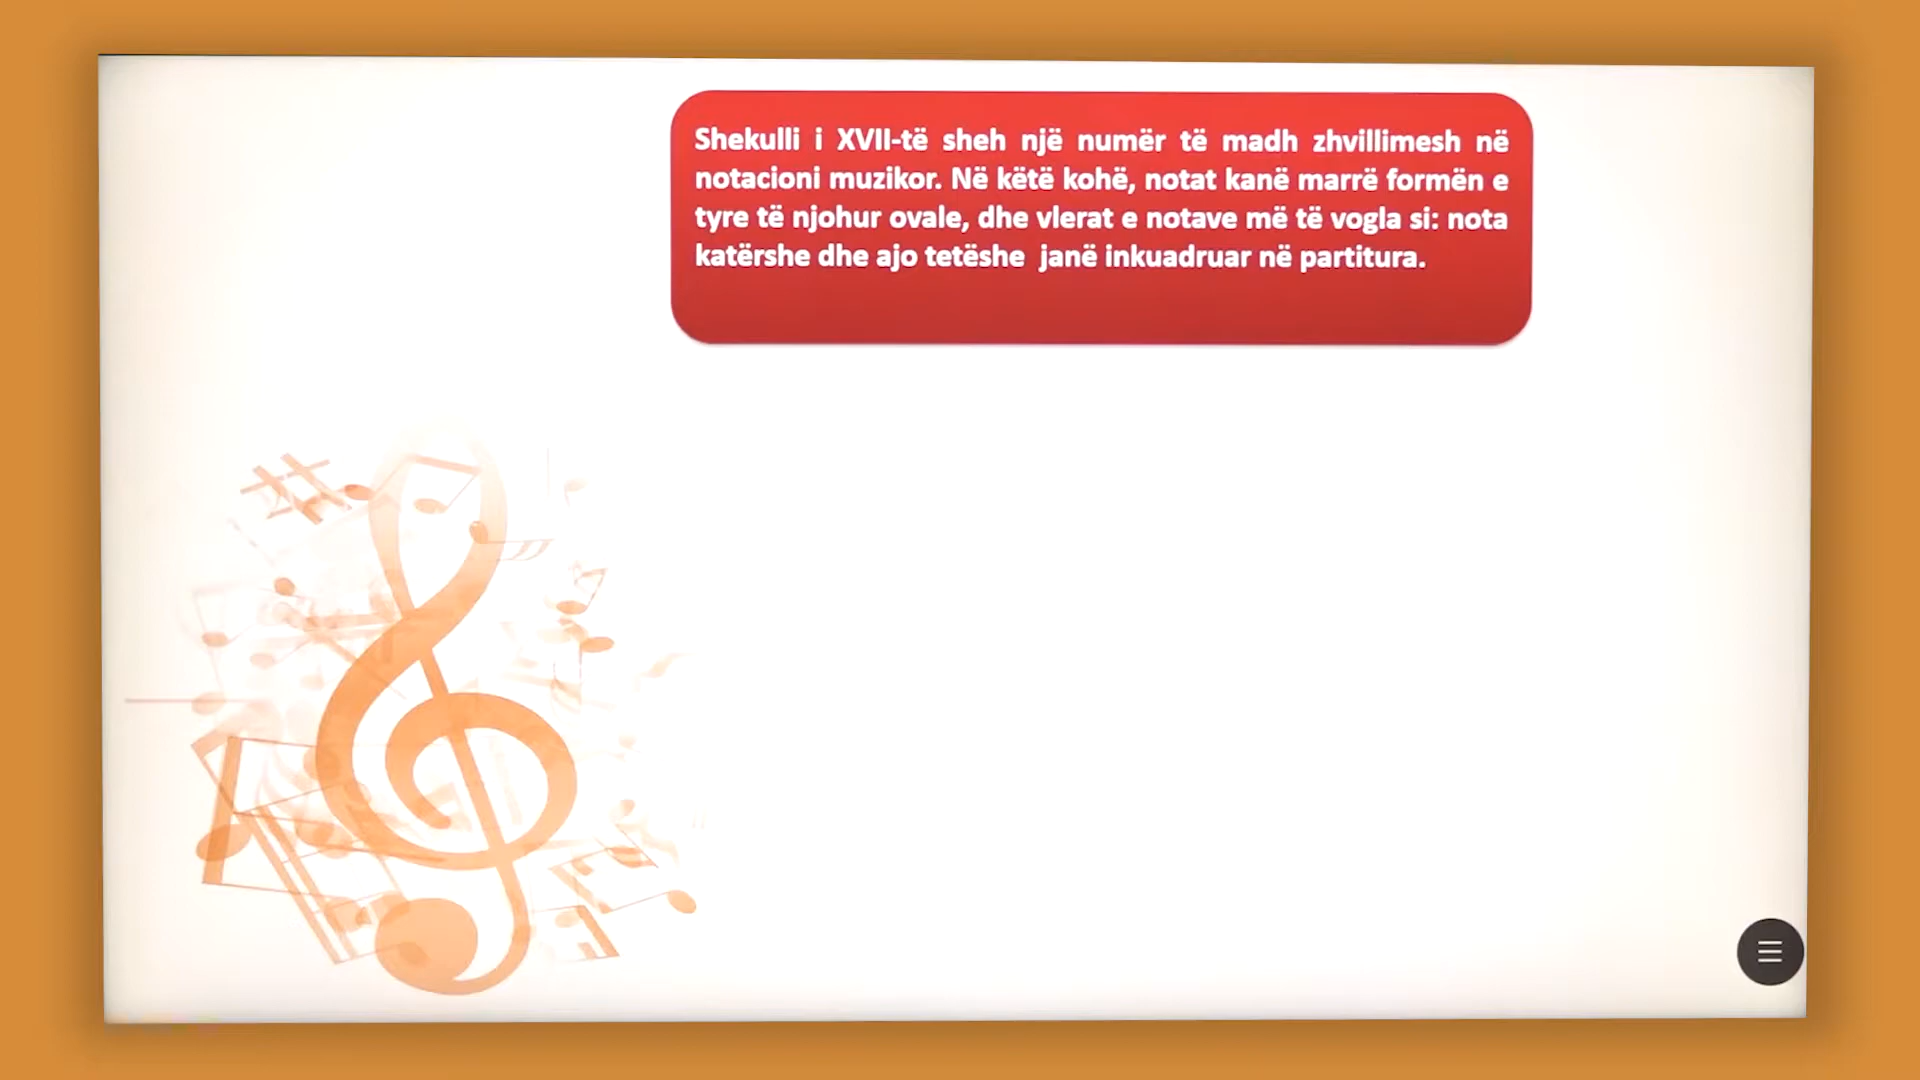 Shekulli i XVII-të sheh një numër të madh zhvillimesh në
notacioni muzikor. Në këtë kohë, notat kanë marrë formën e
tyre të njohur ovale, dhe vlerat e notave më të vogla si: nota
katërshe dhe ajo tetëshe janë inkuadruar në partitura.